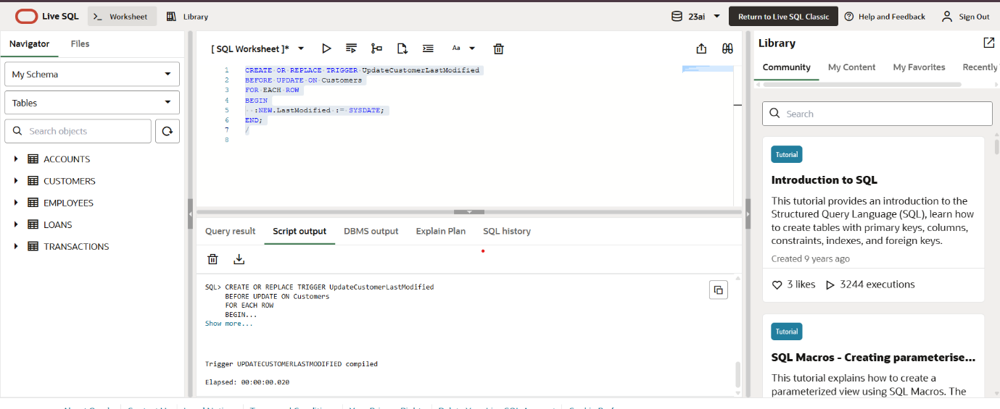 Live SQL
>_ Worksheet
Library
23ai
Return to Live SQL Classic
Help and Feedback
Sign Out
Navigator
Files
My Schema
Tables
Search objects
ACCOUNTS
CUSTOMERS
EMPLOYEES
LOANS
TRANSACTIONS
[ SQL Worksheet ]*
Aa
1 CREATE OR REPLACE TRIGGER UpdateCustomerLastModified
2 BEFORE UPDATE ON Customers
3 FOR EACH ROW
4 BEGIN
5 :NEW.LastModified := SYSDATE;
6 END;
7 /
8
Query result
Script output
DBMS output
Explain Plan
SQL history
SQL> CREATE OR REPLACE TRIGGER UpdateCustomerLastModified
BEFORE UPDATE ON Customers
FOR EACH ROW
BEGIN...
Show more...
Trigger UPDATECUSTOMERLASTMODIFIED compiled
Elapsed: 00:00:00.020
Library
Community
My Content
My Favorites
Recently
Search
Tutorial
Introduction to SQL
This tutorial provides an introduction to the
Structured Query Language (SQL), learn how
to create tables with primary keys, columns,
constraints, indexes, and foreign keys.
Created 9 years ago
3 likes
3244 executions
Tutorial
SQL Macros - Creating parameterise...
This tutorial explains how to create a
parameterized view using SQL Macros. The